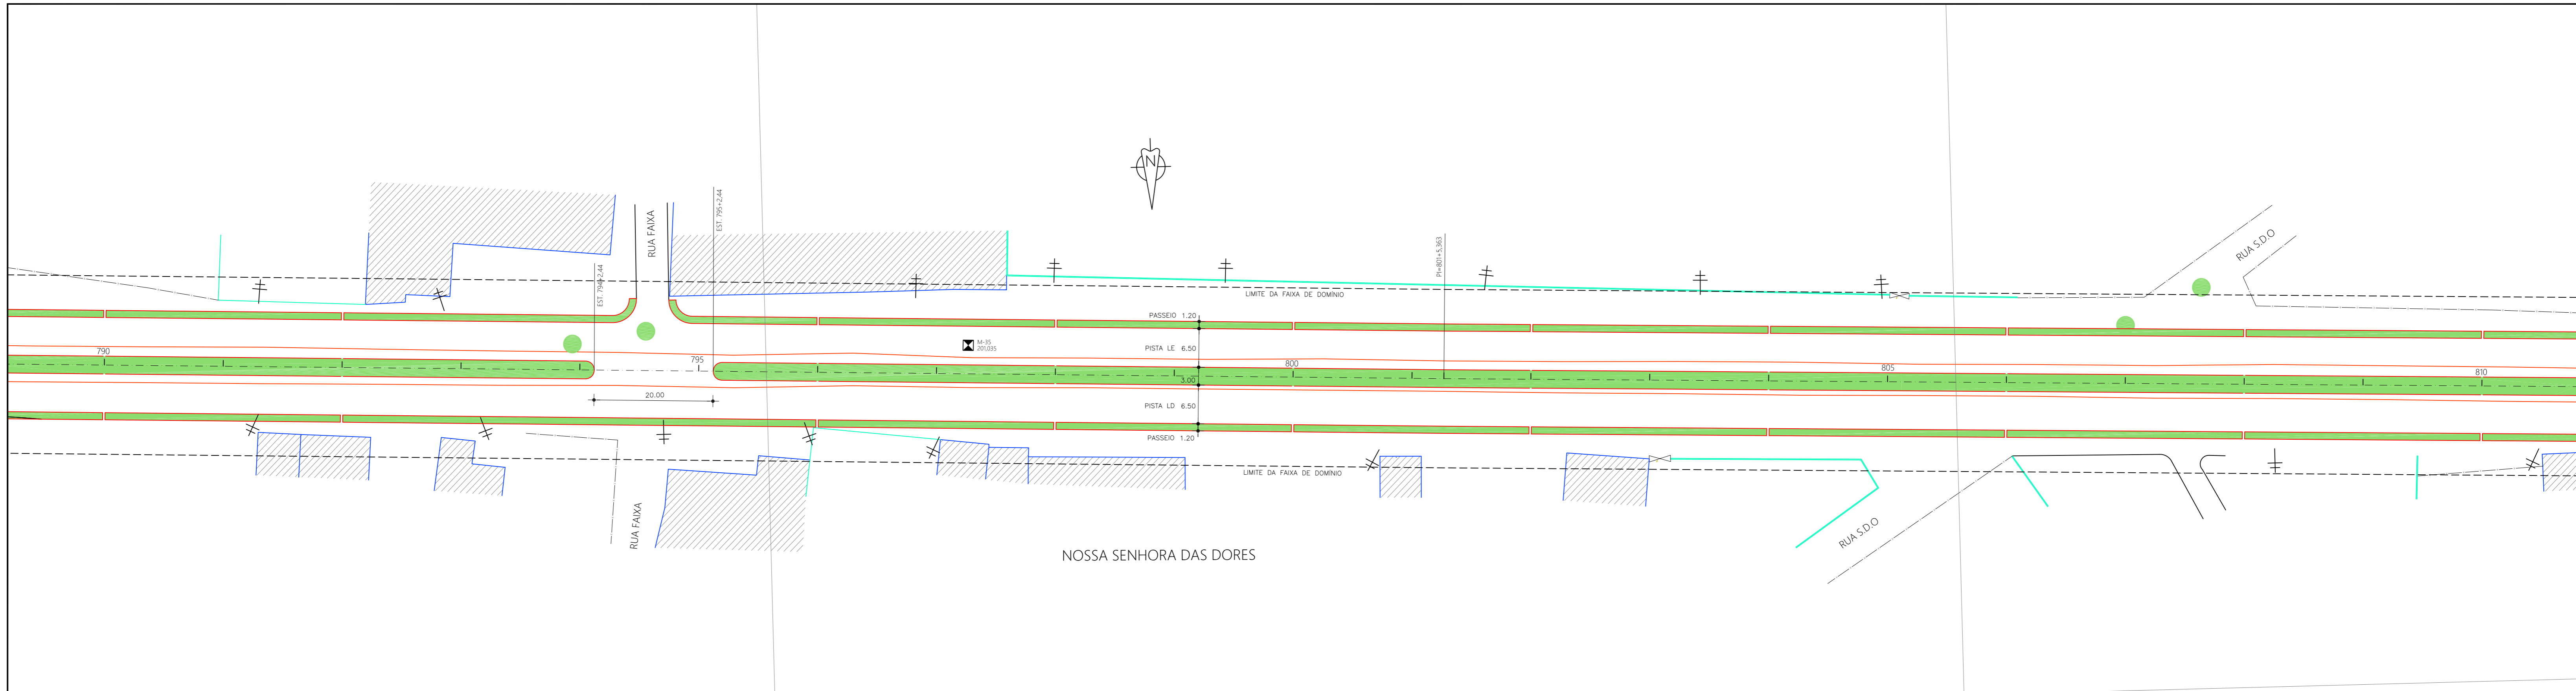 N
RUA FAIXA
EST. 795+2,44
EST. 794+2,44
PI=801+5,363
RUA S.D.O
LIMITE DA FAIXA DE DOMÍNIO
PASSEIO 1.20
M-35
201,035
PISTA LE 6.50
790
795
800
805
810
3.00
20.00
PISTA LD 6.50
PASSEIO 1.20
LIMITE DA FAIXA DE DOMÍNIO
RUA FAIXA
RUA S.D.O
NOSSA SENHORA DAS DORES